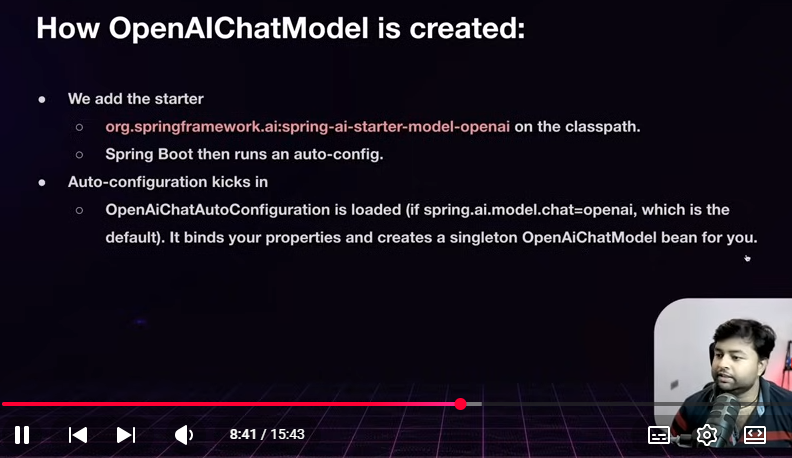 How OpenAIChatModel is created:
● We add the starter
○ org.springframework.ai:spring-ai-starter-model-openai on the classpath.
○ Spring Boot then runs an auto-config.
● Auto-configuration kicks in
○ OpenAiChatAutoConfiguration is loaded (if spring.ai.model.chat=openai, which is the
default). It binds your properties and creates a singleton OpenAiChatModel bean for you.
8:41 / 15:43